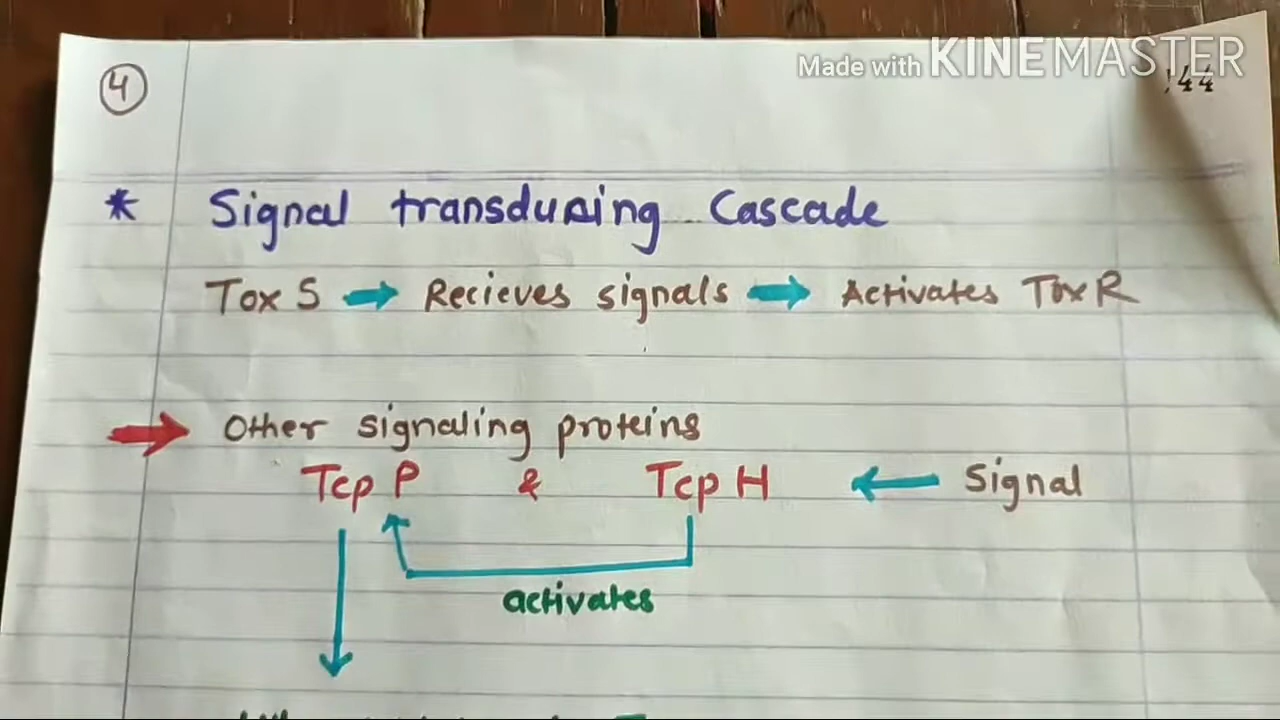 Made with KINEMASTER
4
144
* Signal transducing Cascade
Tox S → Recieves signals → Activates Tox R
→ Other signaling proteins
Tcp P & Tcp H ← Signal
activates